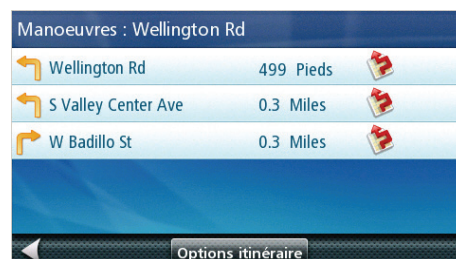 Manoeuvres : Wellington Rd
Wellington Rd 499 Pieds
S Valley Center Ave 0.3 Miles
W Badillo St 0.3 Miles
Options itinéraire